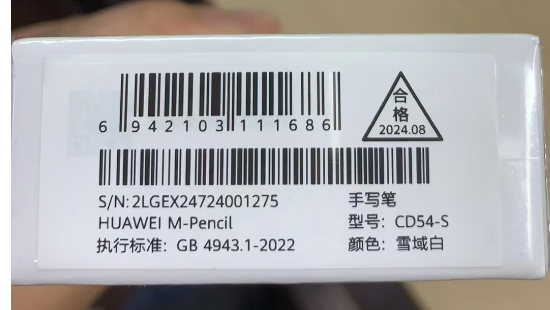 合
格
2024.08
6 942103 111686
S/N: 2LGEX24724001275
手写笔
HUAWEI M-Pencil
型号: CD54-S
执行标准: GB 4943.1-2022
颜色: 雪域白